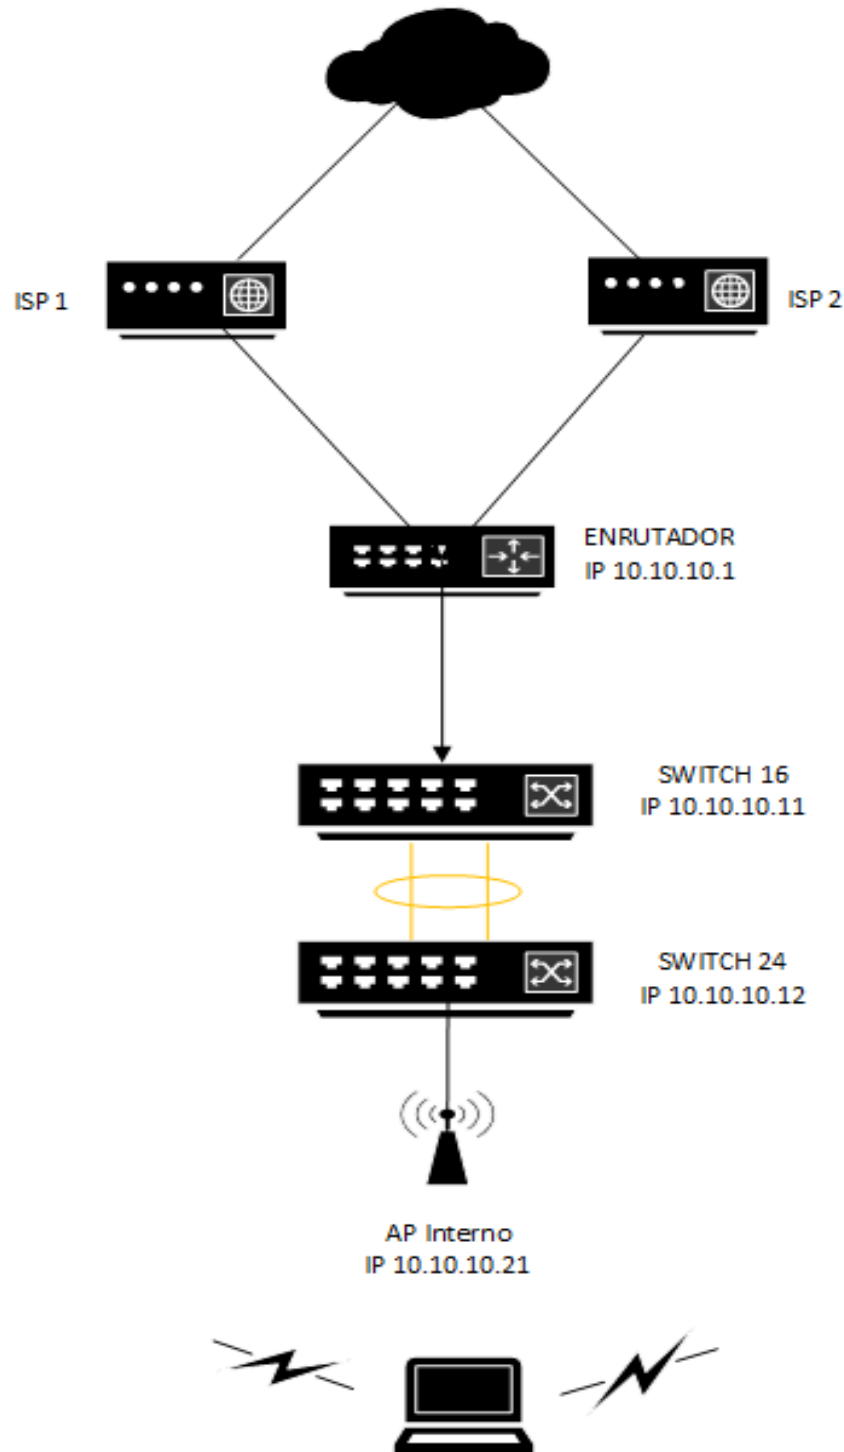 ISP 1
ISP 2
ENRUTADOR
IP 10.10.10.1
SWITCH 16
IP 10.10.10.11
SWITCH 24
IP 10.10.10.12
AP Interno
IP 10.10.10.21